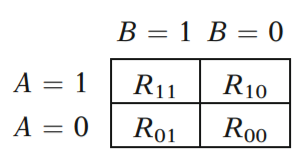 B = 1 B = 0
A = 1 R₁₁ R₁₀
A = 0 R₀₁ R₀₀